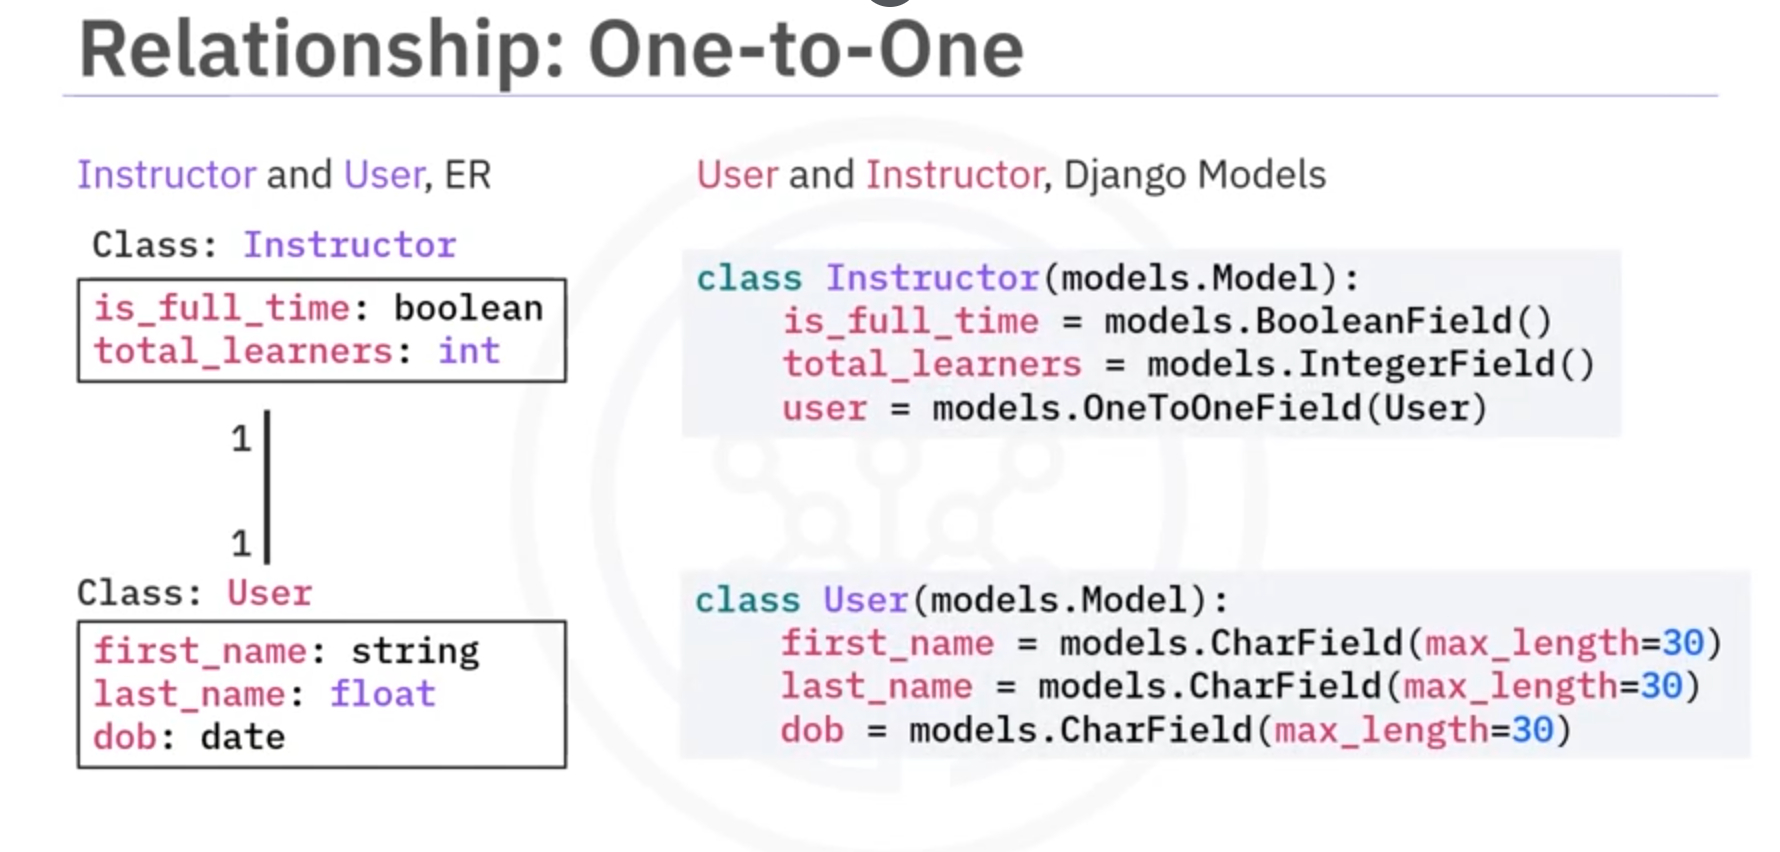 Relationship: One-to-One
Instructor and User, ER
Class: Instructor
is_full_time: boolean
total_learners: int
1
1
Class: User
first_name: string
last_name: float
dob: date
User and Instructor, Django Models
class Instructor(models.Model):
    is_full_time = models.BooleanField()
    total_learners = models.IntegerField()
    user = models.OneToOneField(User)
class User(models.Model):
    first_name = models.CharField(max_length=30)
    last_name = models.CharField(max_length=30)
    dob = models.CharField(max_length=30)